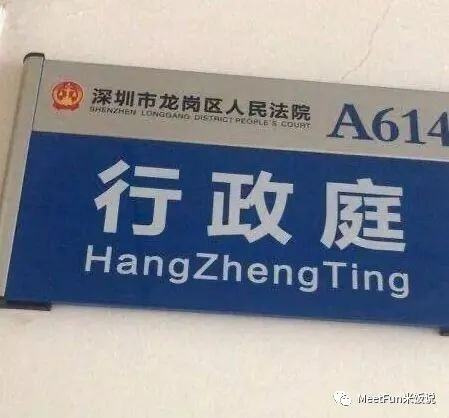 深圳市龙岗区人民法院
SHENZHEN LONGGANG DISTRICT PEOPLE'S COURT
A614
行政庭
HangZhengTing
MeetFun米饭说